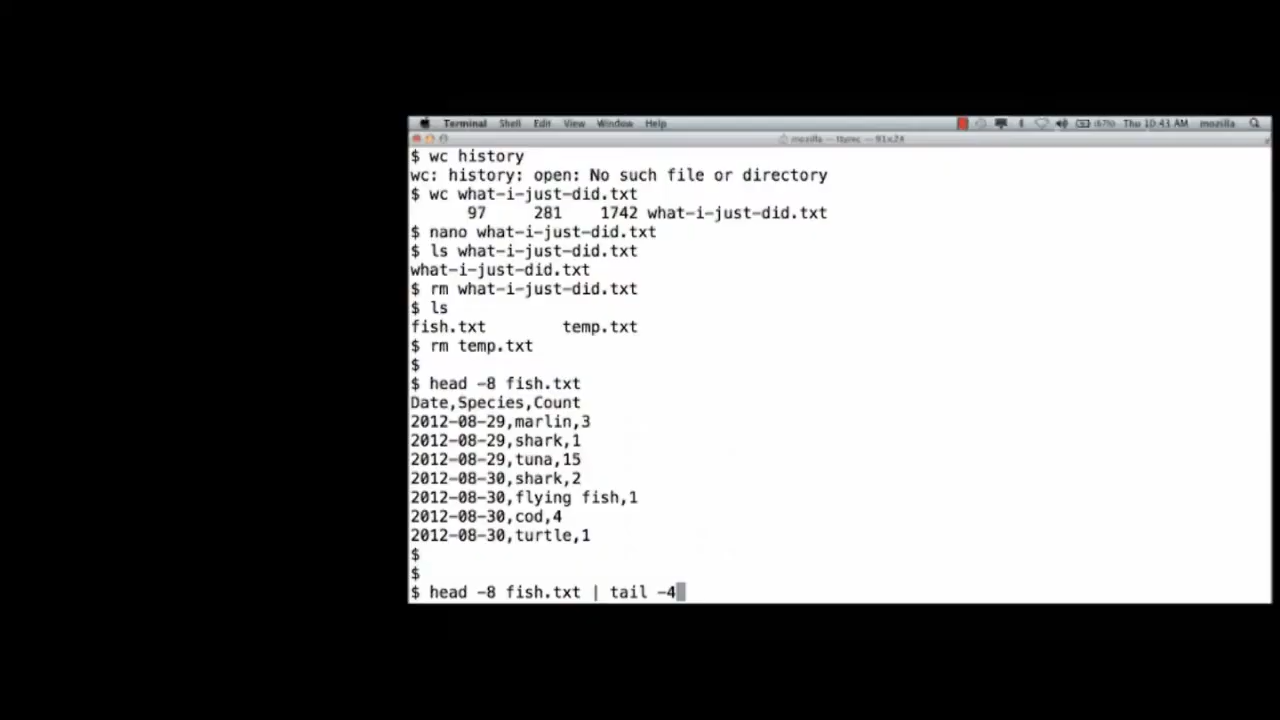 Terminal Shell Edit View Window Help (67%) Thu 10:43 AM mozilla
mozilla — ttyrec — 91x24
$ wc history
wc: history: open: No such file or directory
$ wc what-i-just-did.txt
97 281 1742 what-i-just-did.txt
$ nano what-i-just-did.txt
$ ls what-i-just-did.txt
what-i-just-did.txt
$ rm what-i-just-did.txt
$ ls
fish.txt temp.txt
$ rm temp.txt
$
$ head -8 fish.txt
Date,Species,Count
2012-08-29,marlin,3
2012-08-29,shark,1
2012-08-29,tuna,15
2012-08-30,shark,2
2012-08-30,flying fish,1
2012-08-30,cod,4
2012-08-30,turtle,1
$
$
$ head -8 fish.txt | tail -4